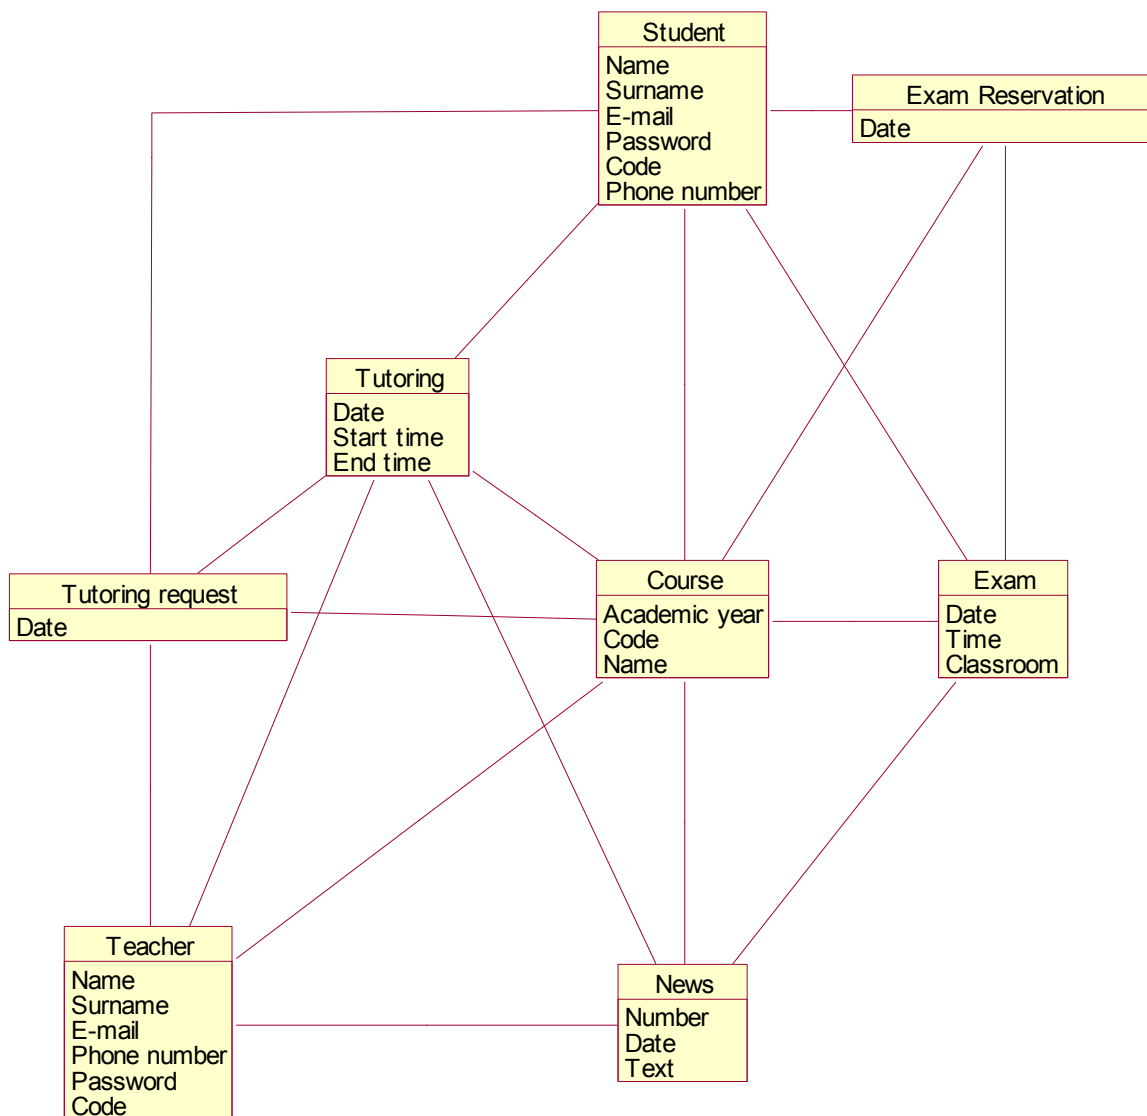 Student
Name
Surname
E-mail
Password
Code
Phone number
Exam Reservation
Date
Tutoring
Date
Start time
End time
Tutoring request
Date
Course
Academic year
Code
Name
Exam
Date
Time
Classroom
Teacher
Name
Surname
E-mail
Phone number
Password
Code
News
Number
Date
Text